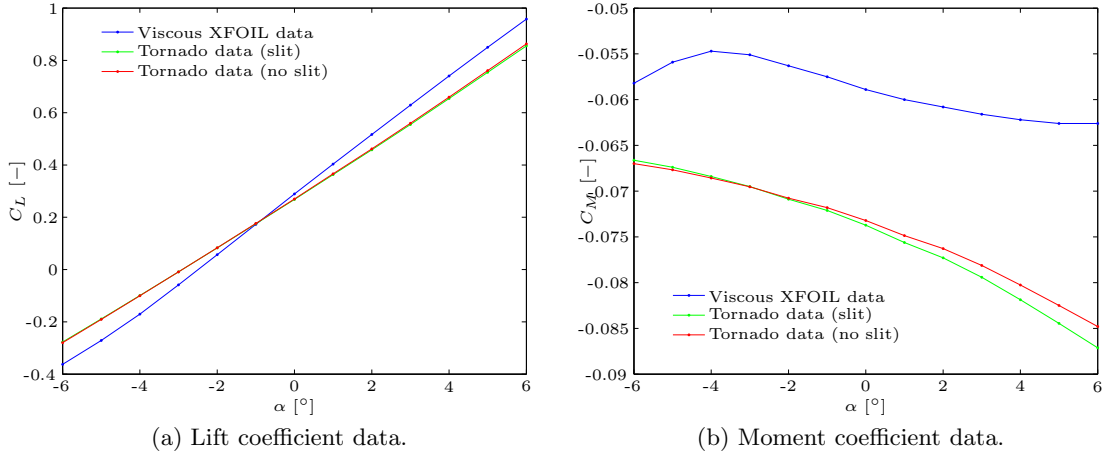 1
0.8
0.6
0.4
0.2
0
-0.2
-0.4
C_L [−]
Viscous XFOIL data
Tornado data (slit)
Tornado data (no slit)
-6 -4 -2 0 2 4 6
α [°]
(a) Lift coefficient data.
-0.05
-0.055
-0.06
-0.065
-0.07
-0.075
-0.08
-0.085
-0.09
C_M [−]
Viscous XFOIL data
Tornado data (slit)
Tornado data (no slit)
-6 -4 -2 0 2 4 6
α [°]
(b) Moment coefficient data.